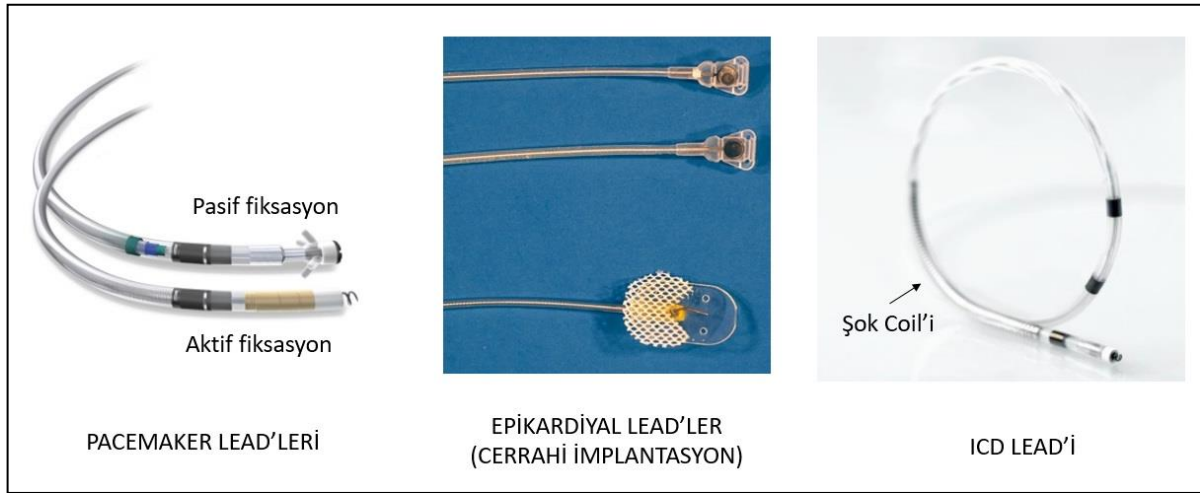 Pasif fiksasyon
Aktif fiksasyon
PACEMAKER LEAD'LERİ
EPİKARDİYAL LEAD'LER
(CERRAHİ İMPLANTASYON)
Şok Coil'i
ICD LEAD'İ